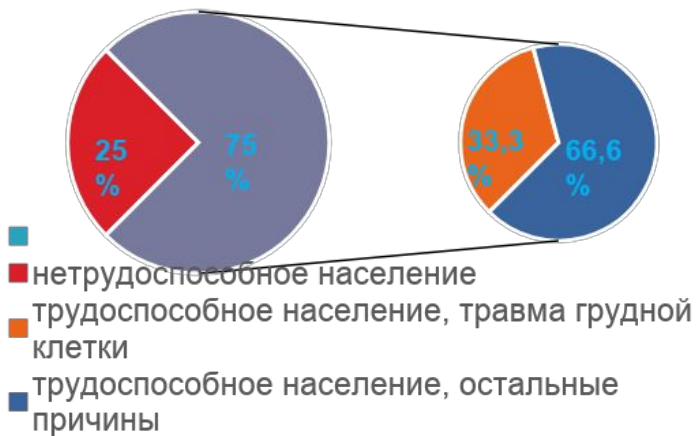 25
%
75
%
33,3
%
66,6
%
нетрудоспособное население
трудоспособное население, травма грудной
клетки
трудоспособное население, остальные
причины